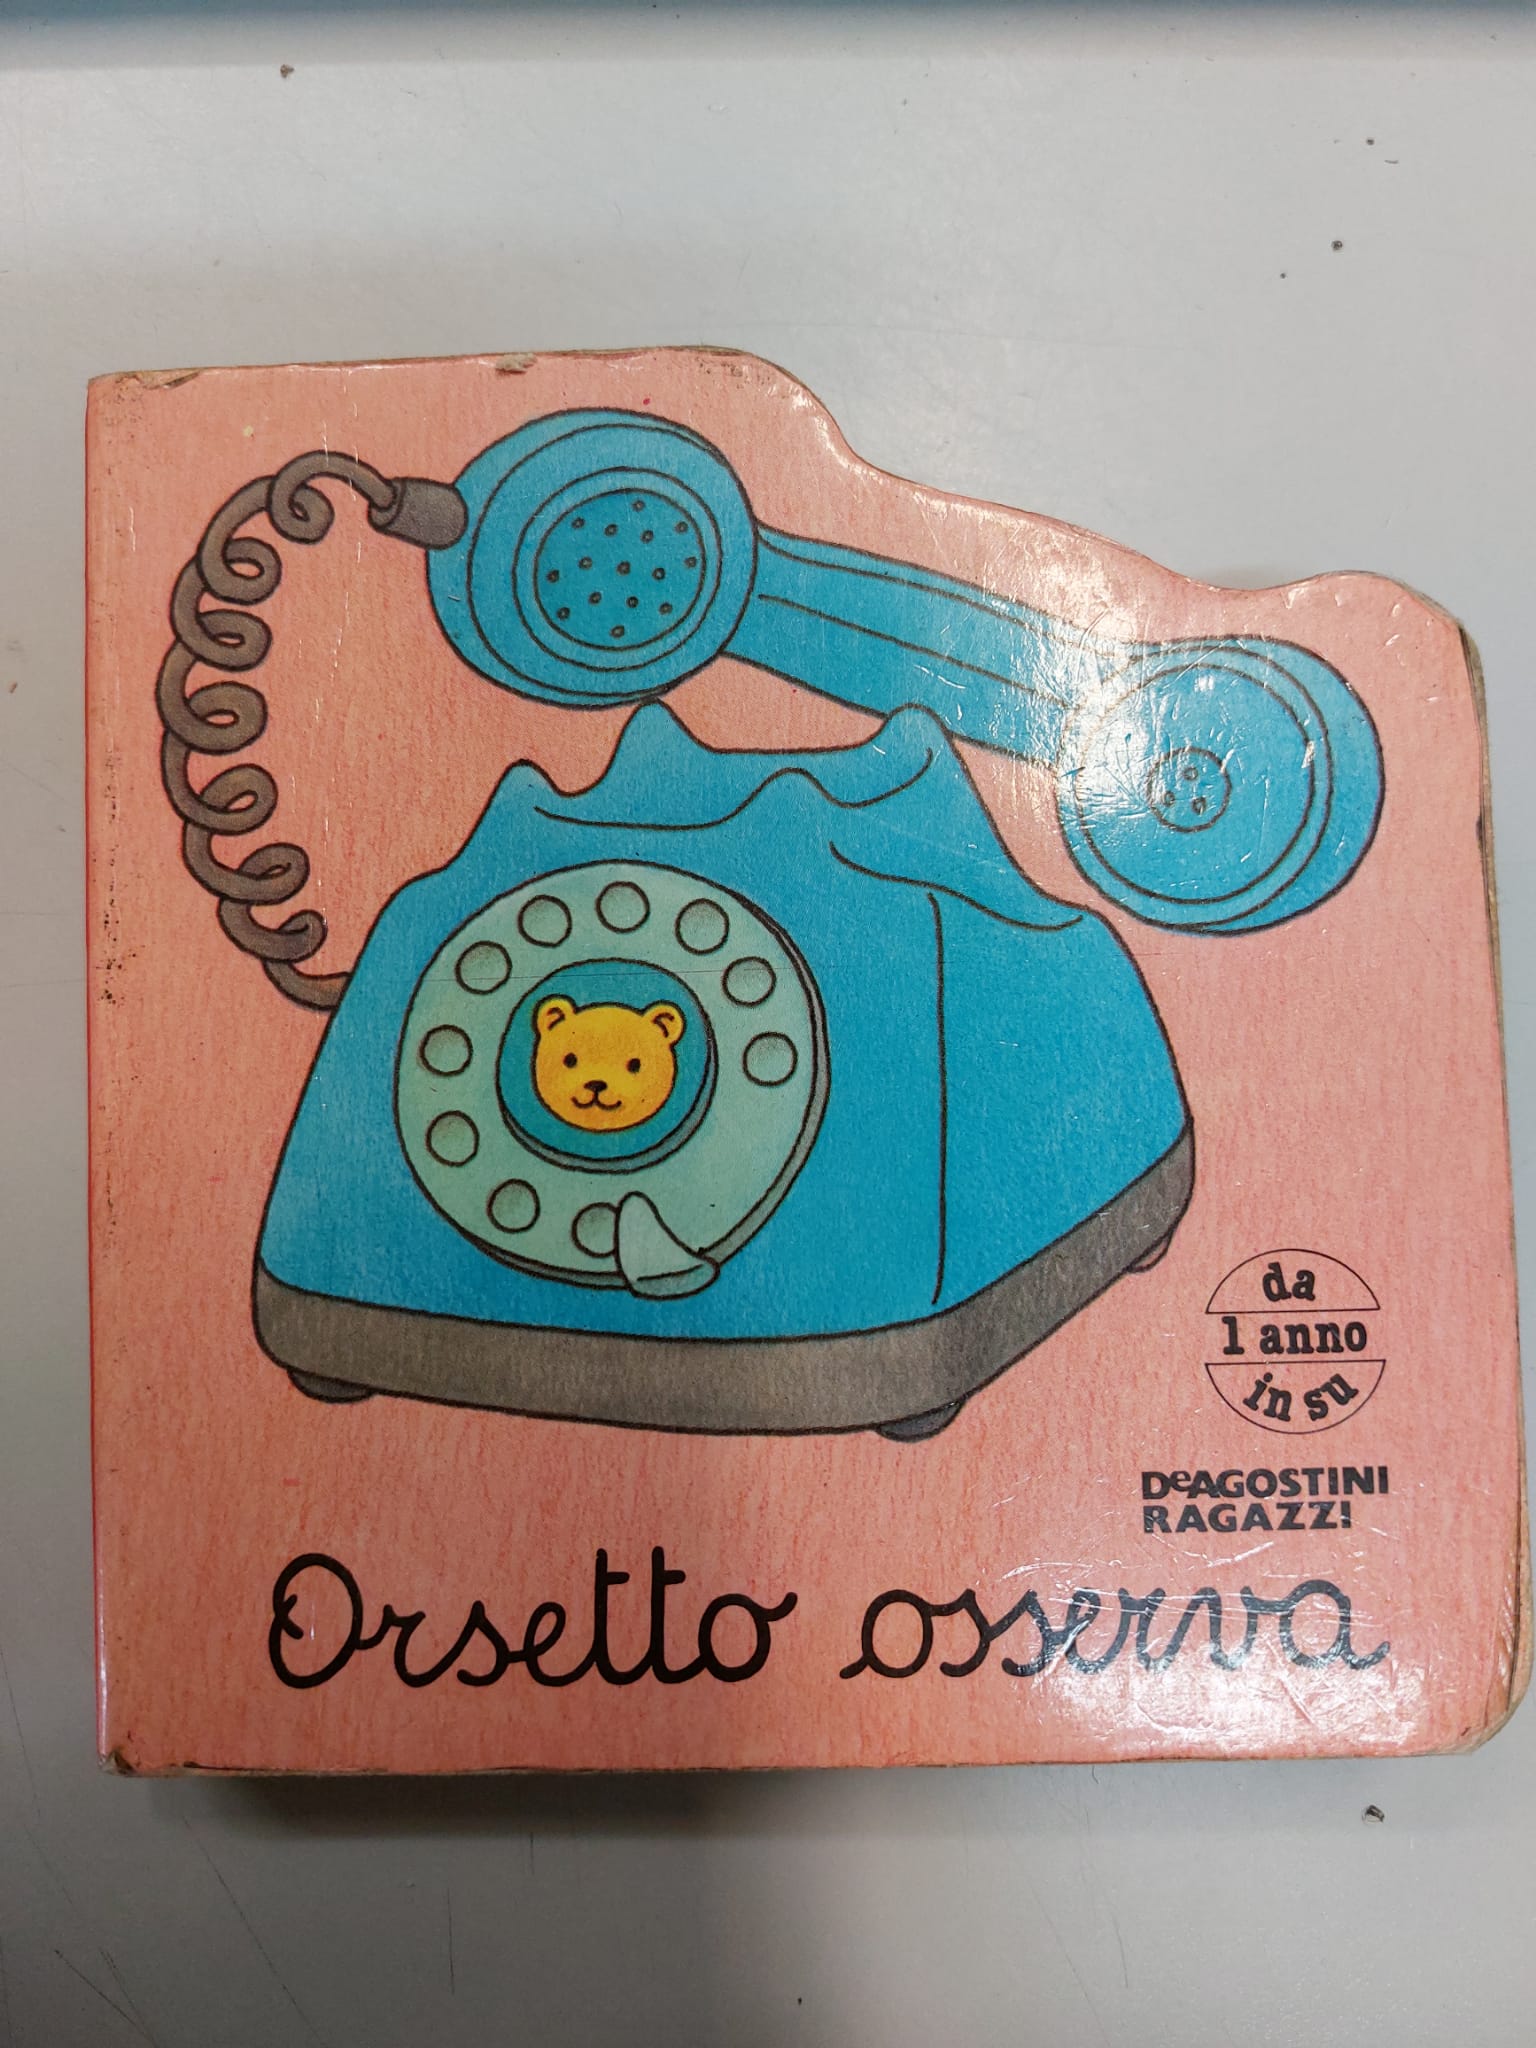 da
1 anno
in su
DeAGOSTINI
RAGAZZI
Orsetto osserva